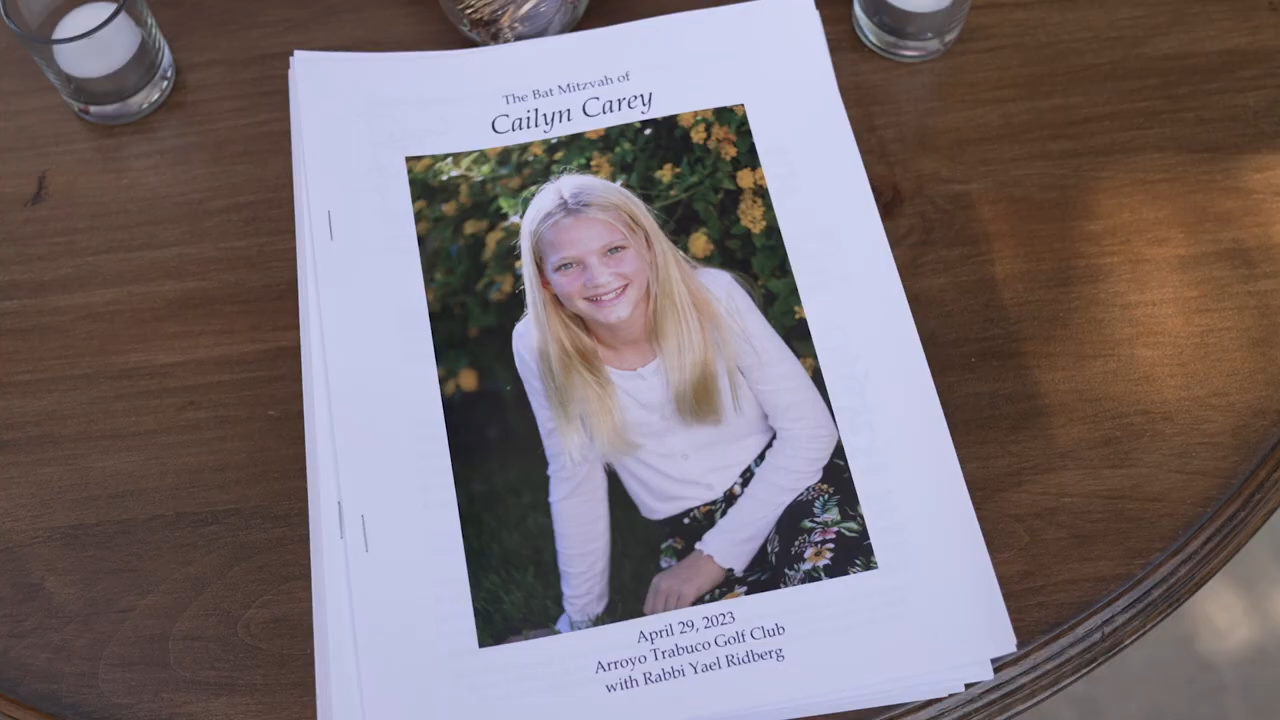 The Bat Mitzvah of
Cailyn Carey
April 29, 2023
Arroyo Trabuco Golf Club
with Rabbi Yael Ridberg